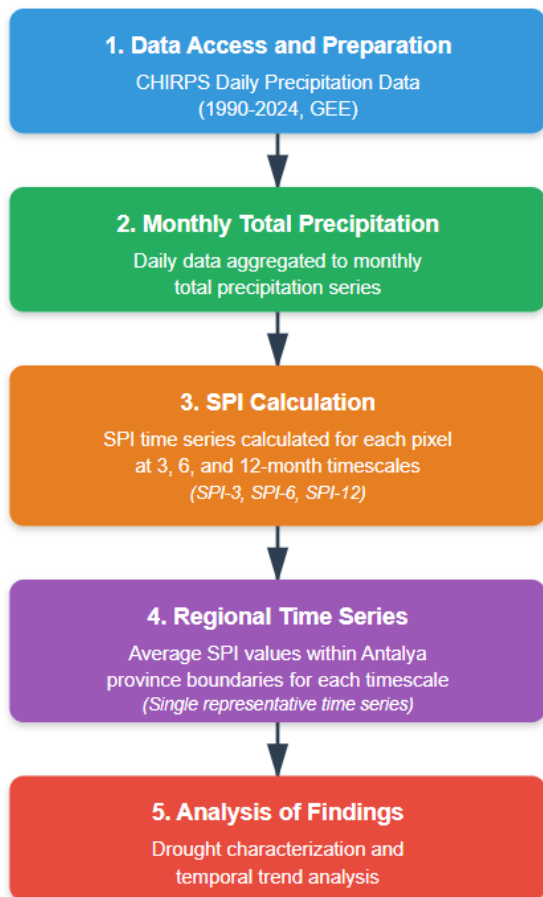 1. Data Access and Preparation
CHIRPS Daily Precipitation Data
(1990-2024, GEE)
2. Monthly Total Precipitation
Daily data aggregated to monthly
total precipitation series
3. SPI Calculation
SPI time series calculated for each pixel
at 3, 6, and 12-month timescales
(SPI-3, SPI-6, SPI-12)
4. Regional Time Series
Average SPI values within Antalya
province boundaries for each timescale
(Single representative time series)
5. Analysis of Findings
Drought characterization and
temporal trend analysis